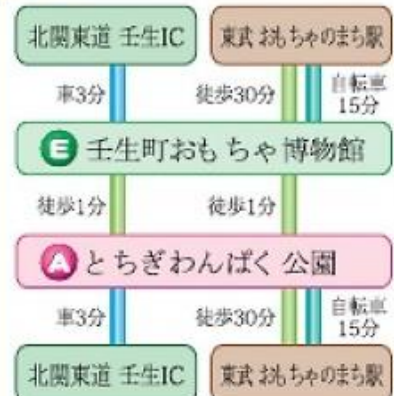 北関東道 壬生IC
東武 おもちゃのまち駅
車3分
徒歩30分
自転車
15分
E 壬生町おもちゃ博物館
徒歩1分
徒歩1分
A とちぎわんぱく公園
車3分
徒歩30分
自転車
15分
北関東道 壬生IC
東武 おもちゃのまち駅